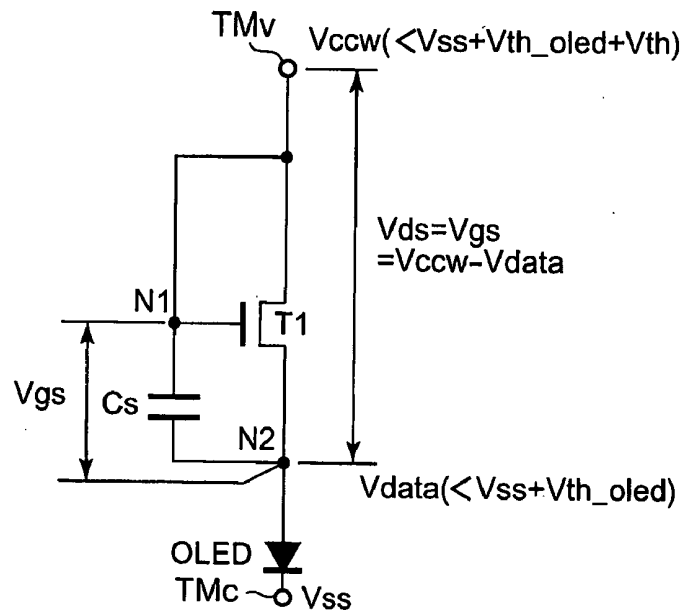 TMv
Vccw(<Vss+Vth_oled+Vth)
Vds=Vgs
=Vccw-Vdata
N1
T1
Vgs
Cs
N2
Vdata(<Vss+Vth_oled)
OLED
TMc
Vss